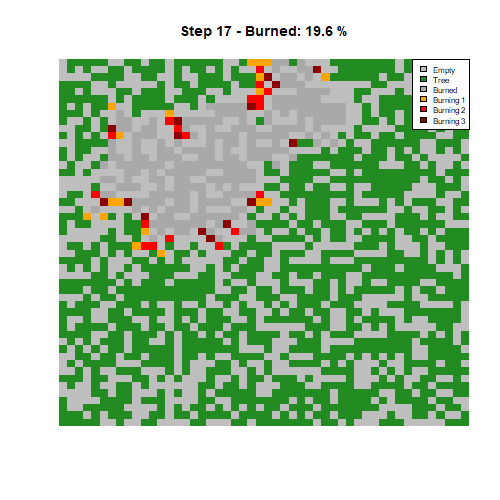 Step 17 - Burned: 19.6 %
Empty
Tree
Burned
Burning 1
Burning 2
Burning 3